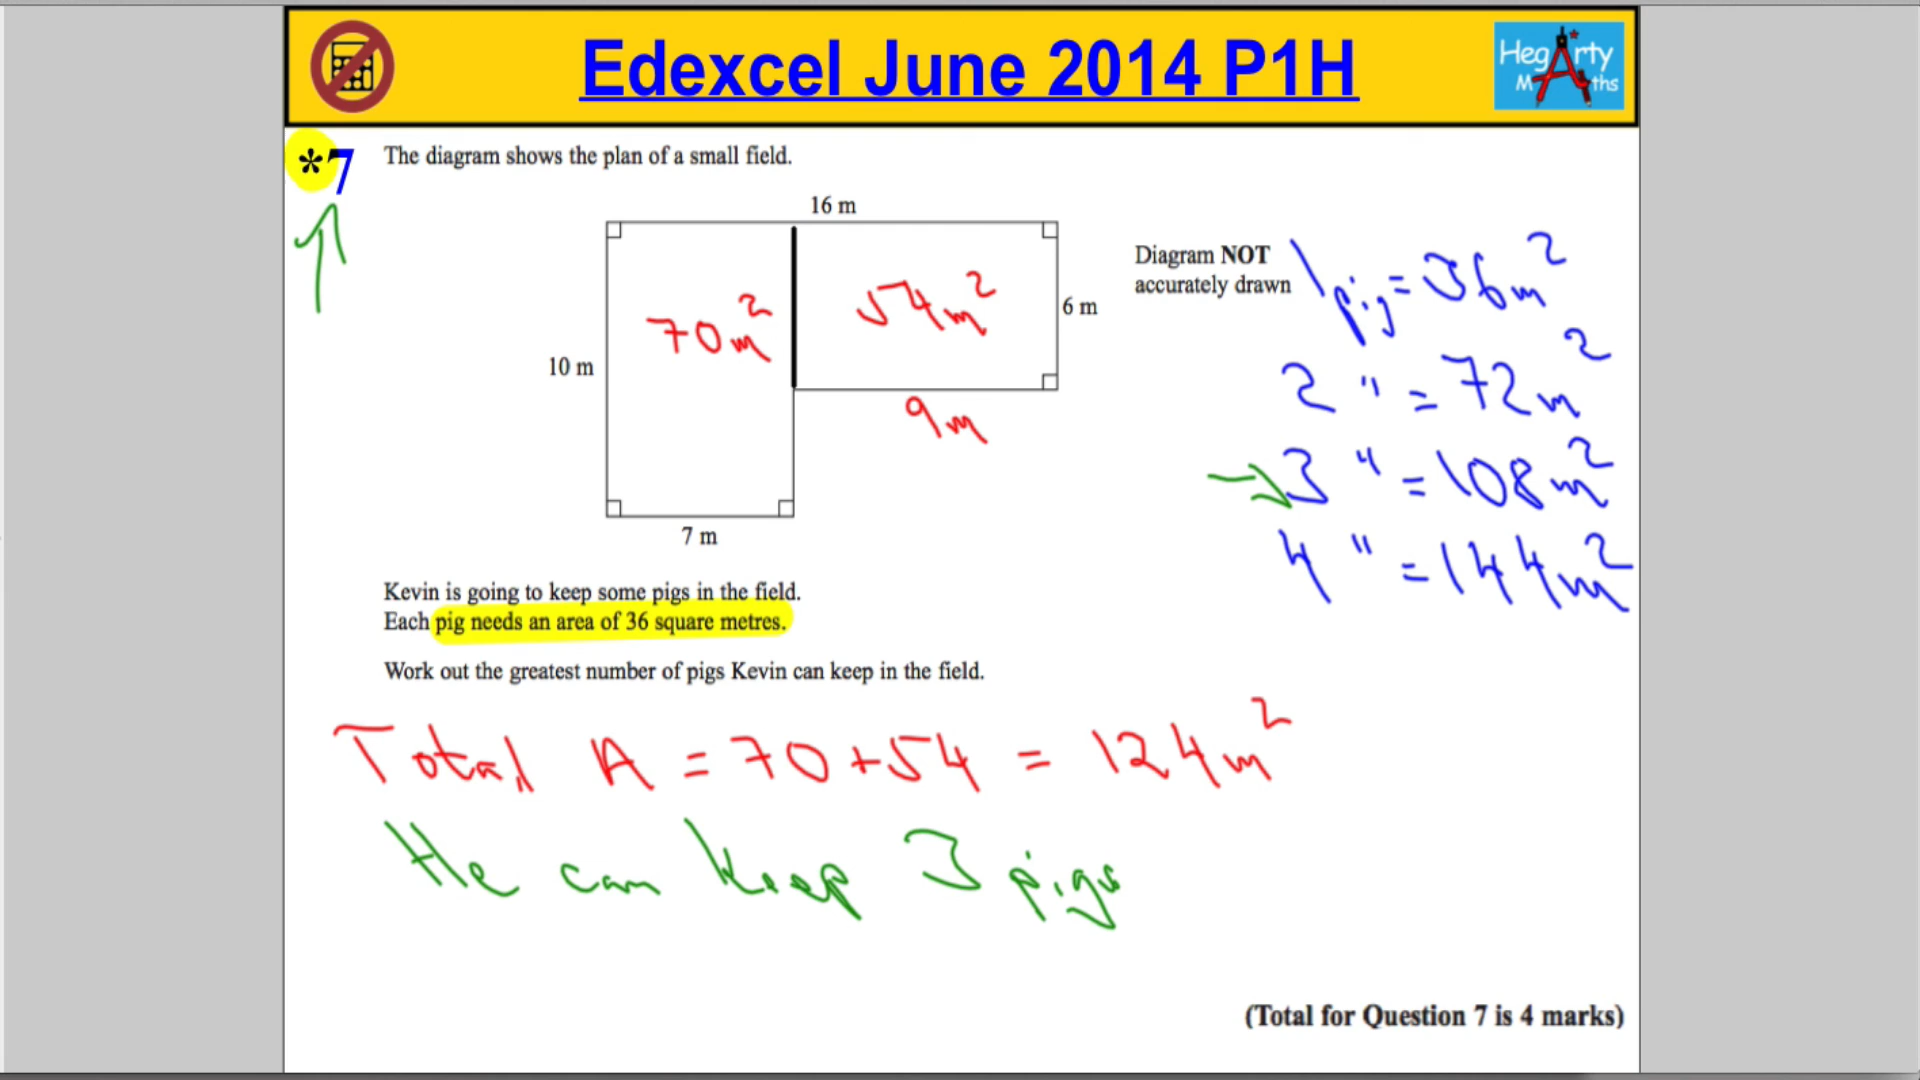 Edexcel June 2014 P1H
HegArty
Maths
*7 The diagram shows the plan of a small field.
16 m
Diagram NOT
accurately drawn
6 m
10 m
70m²
54m²
9m
7 m
1 pig = 36m²
2 " = 72m²
→ 3 " = 108m²
4 " = 144m²
Kevin is going to keep some pigs in the field.
Each pig needs an area of 36 square metres.
Work out the greatest number of pigs Kevin can keep in the field.
Total A = 70+54 = 124m²
He can keep 3 pigs
(Total for Question 7 is 4 marks)